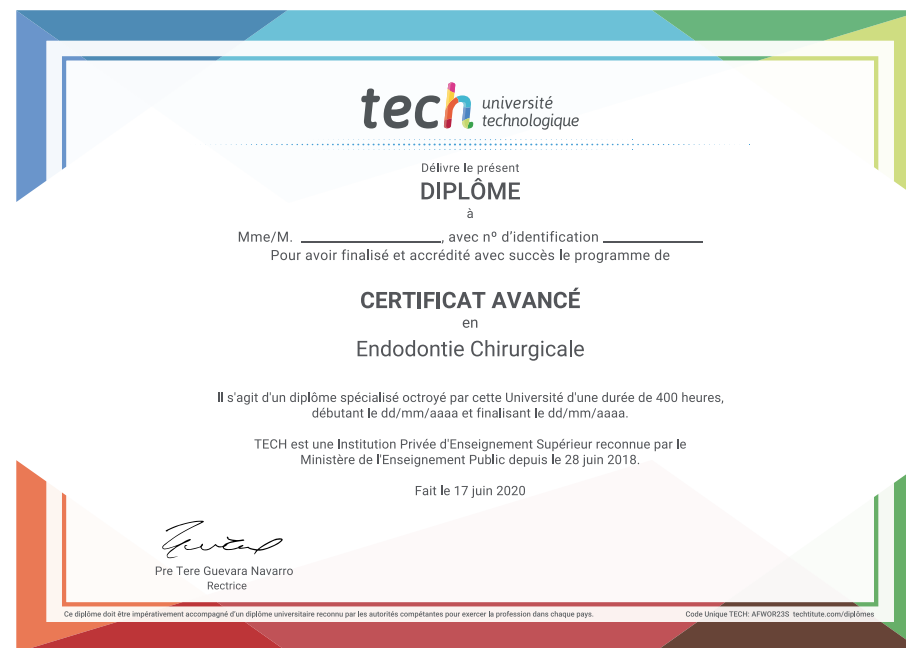 tech université
technologique
Délivre le présent
DIPLÔME
à
Mme/M. ____________________, avec nº d'identification ______________
Pour avoir finalisé et accrédité avec succès le programme de
CERTIFICAT AVANCÉ
en
Endodontie Chirurgicale
Il s'agit d'un diplôme spécialisé octroyé par cette Université d'une durée de 400 heures,
débutant le dd/mm/aaaa et finalisant le dd/mm/aaaa.
TECH est une Institution Privée d'Enseignement Supérieur reconnue par le
Ministère de l'Enseignement Public depuis le 28 juin 2018.
Fait le 17 juin 2020
Pre Tere Guevara Navarro
Rectrice
Ce diplôme doit être impérativement accompagné d'un diplôme universitaire reconnu par les autorités compétantes pour exercer la profession dans chaque pays.
Code Unique TECH: AFWOR23S techtitute.com/diplômes